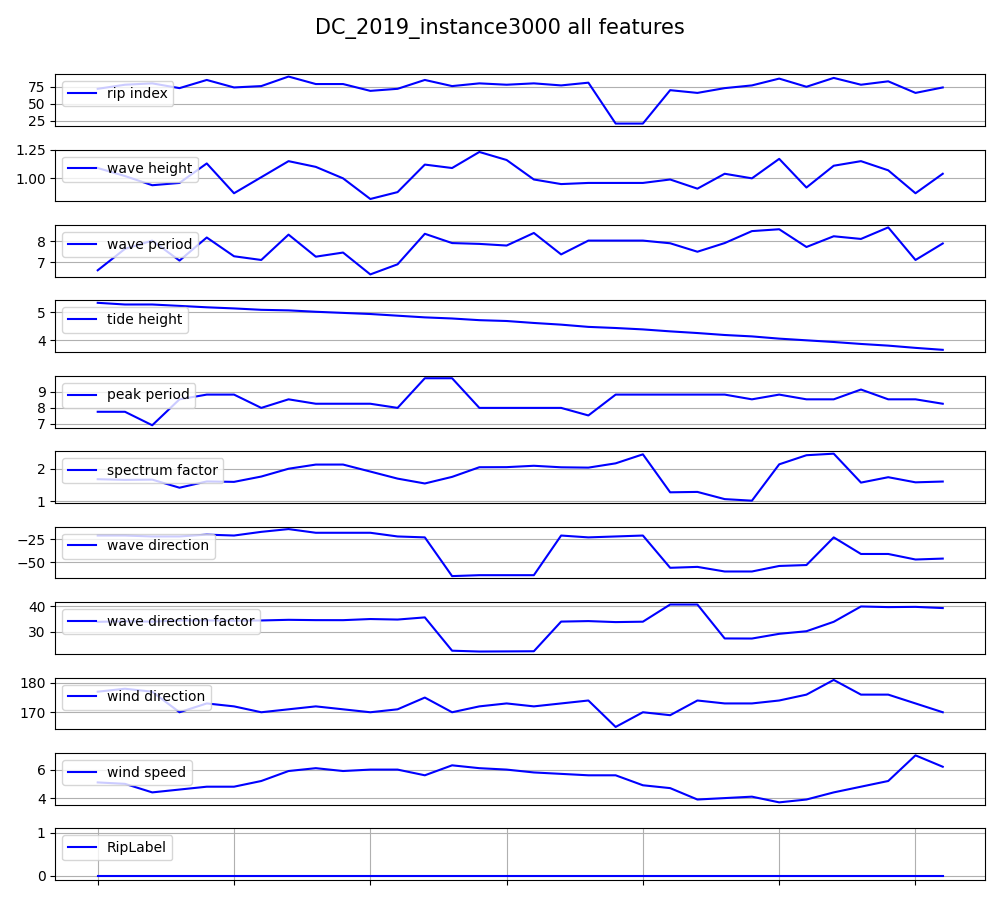 DC_2019_instance3000 all features
75
50
25
rip index
1.25
1.00
wave height
8
7
wave period
5
4
tide height
9
8
7
peak period
2
1
spectrum factor
−25
−50
wave direction
40
30
wave direction factor
180
170
wind direction
6
4
wind speed
1
0
RipLabel